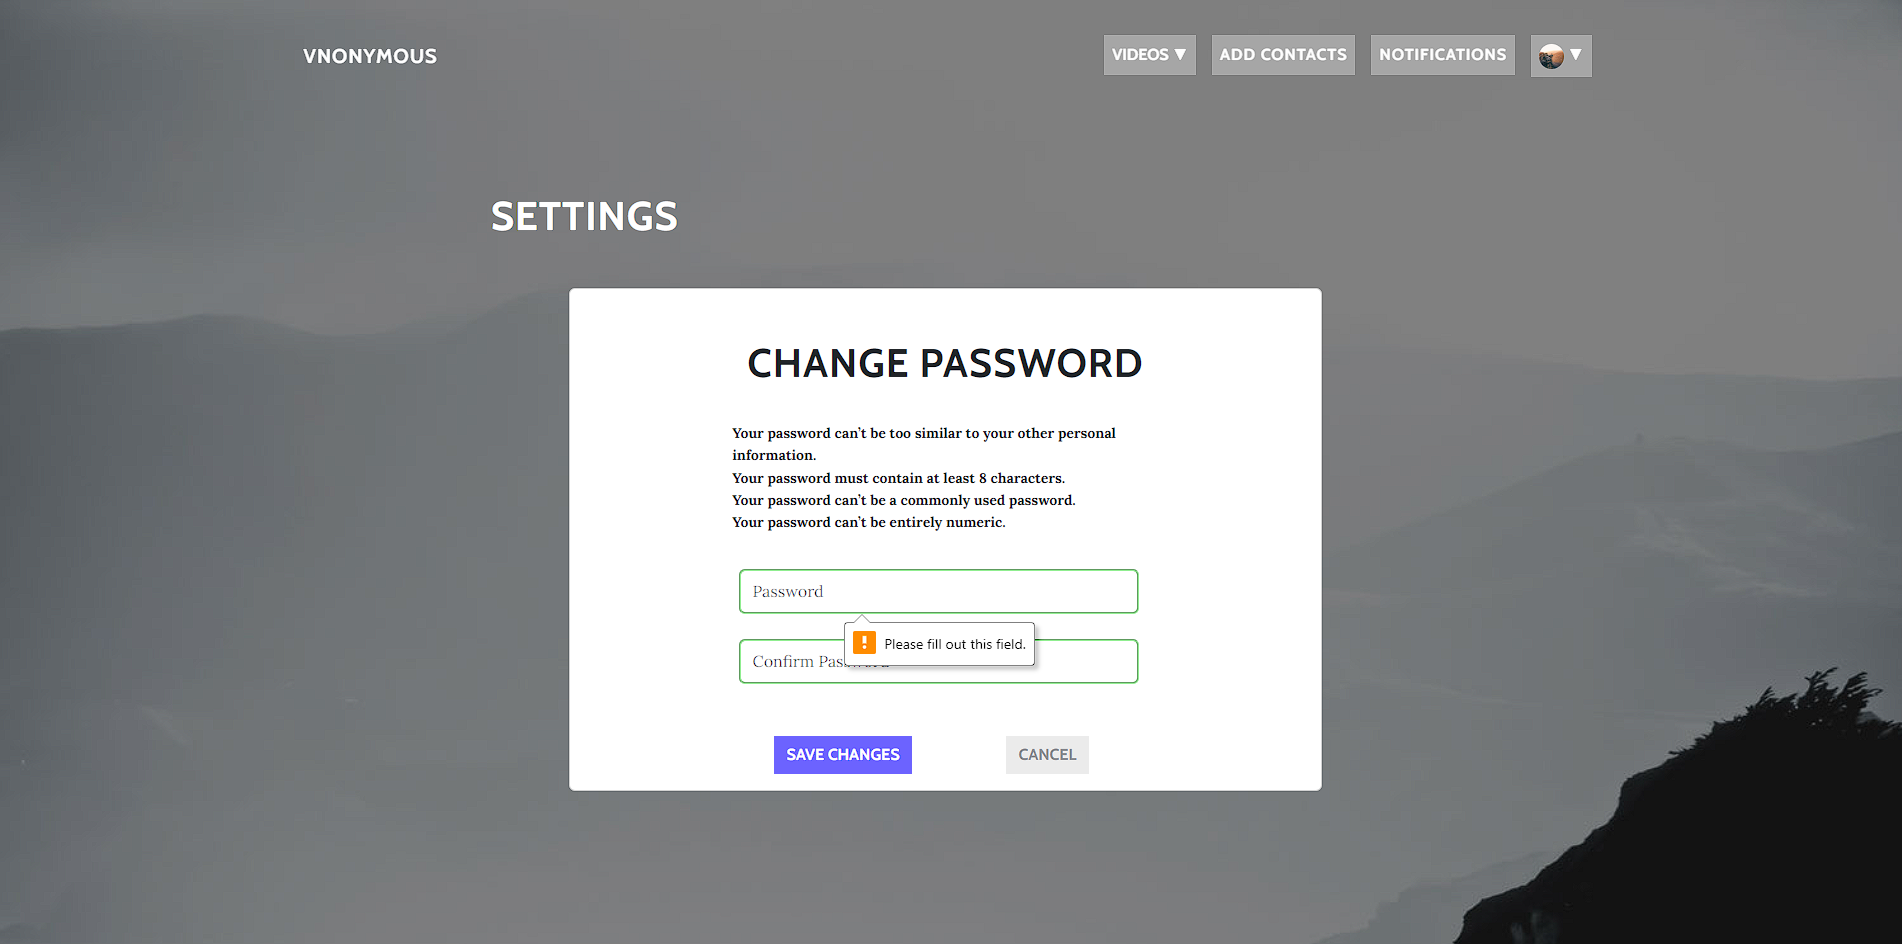 VNONYMOUS
VIDEOS ▼
ADD CONTACTS
NOTIFICATIONS
▼
SETTINGS
CHANGE PASSWORD
Your password can't be too similar to your other personal
information.
Your password must contain at least 8 characters.
Your password can't be a commonly used password.
Your password can't be entirely numeric.
Password
Please fill out this field.
Confirm Password
SAVE CHANGES
CANCEL